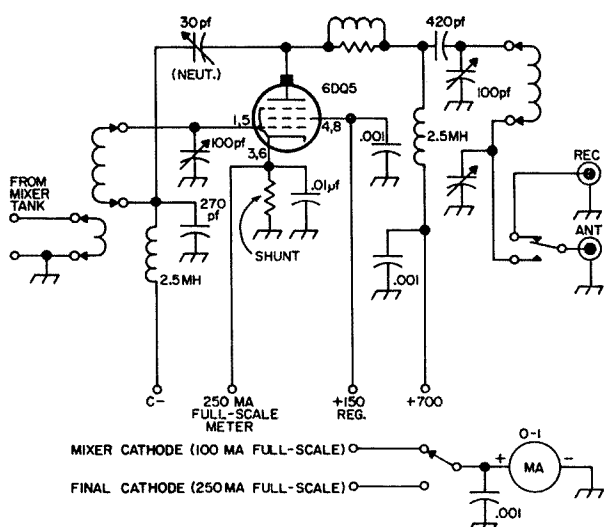 30pf
(NEUT.)
6DQ5
420pf
1,5
4,8
3,6
100pf
.001
2.5MH
100pf
FROM
MIXER
TANK
270
pf
.01µf
SHUNT
2.5MH
.001
REC
ANT
C-
250 MA
FULL-SCALE
METER
+150
REG.
+700
MIXER CATHODE (100 MA FULL-SCALE)
FINAL CATHODE (250 MA FULL-SCALE)
0-1
+
MA
-
.001